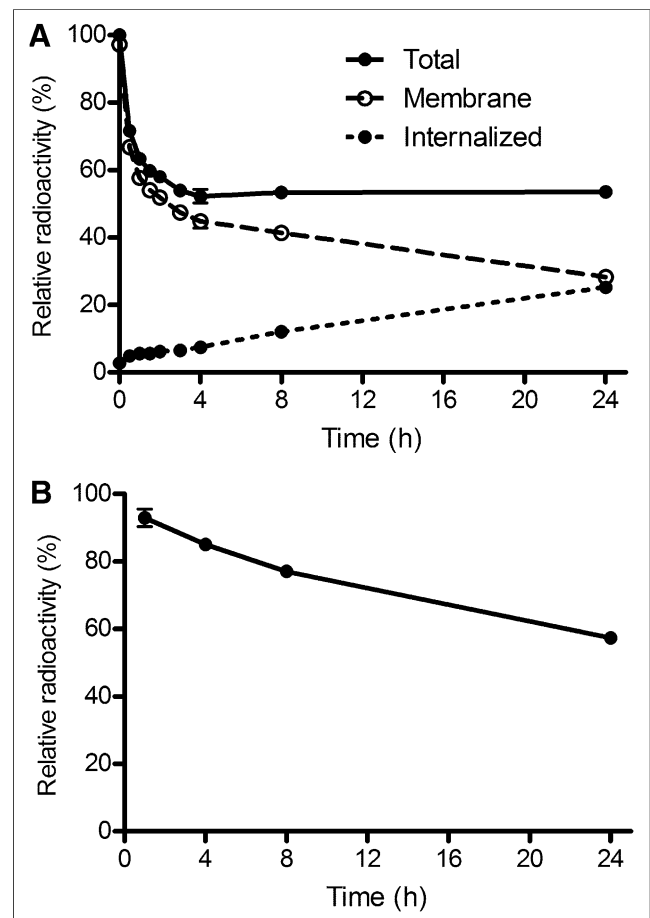 A
Relative radioactivity (%)
100
80
60
40
20
0
Total
Membrane
Internalized
0 4 8 12 16 20 24
Time (h)
B
Relative radioactivity (%)
100
80
60
40
20
0
0 4 8 12 16 20 24
Time (h)